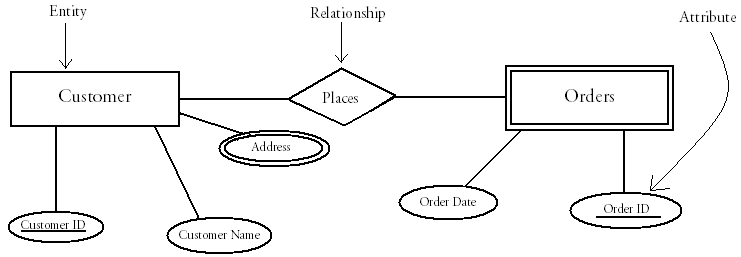 Entity
Relationship
Attribute
Customer
Places
Orders
Address
Order Date
Order ID
Customer ID
Customer Name